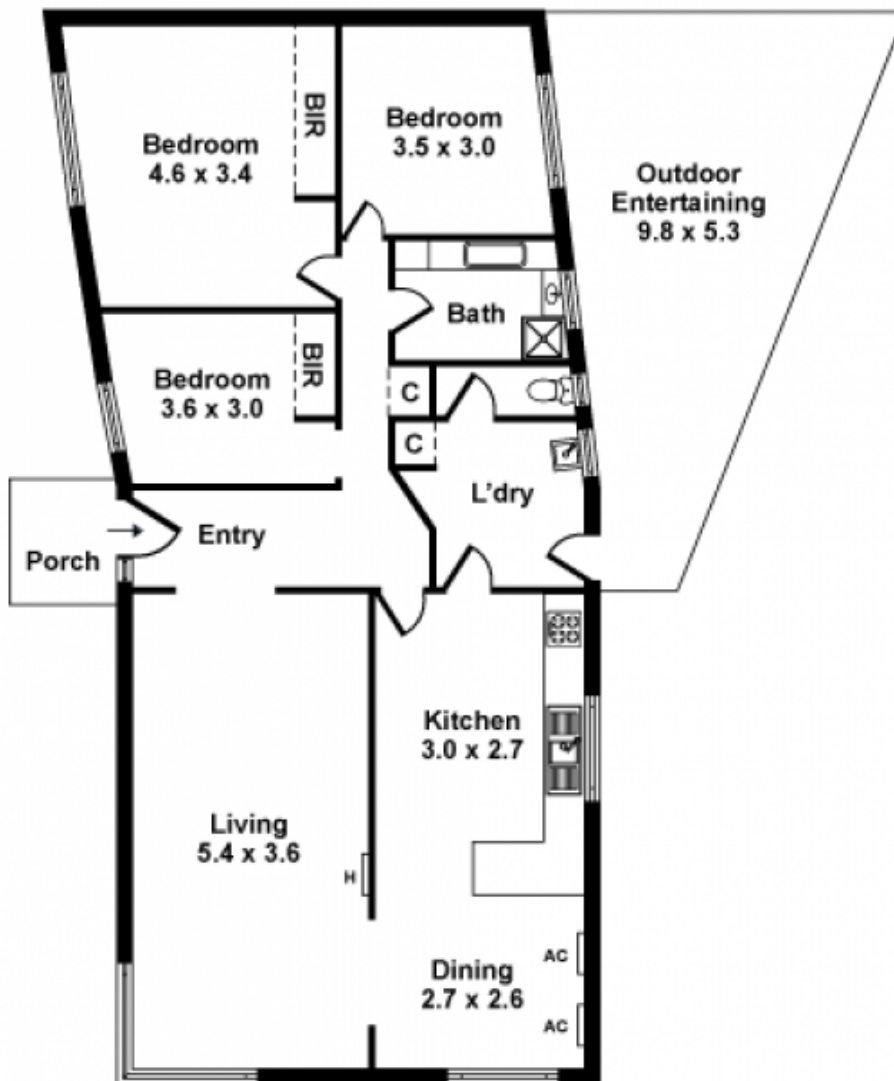 BIR
Bedroom
4.6 x 3.4
Bedroom
3.5 x 3.0
Outdoor
Entertaining
9.8 x 5.3
Bath
BIR
Bedroom
3.6 x 3.0
C
C
L'dry
Entry
Porch
Kitchen
3.0 x 2.7
Living
5.4 x 3.6
H
Dining
2.7 x 2.6
AC
AC